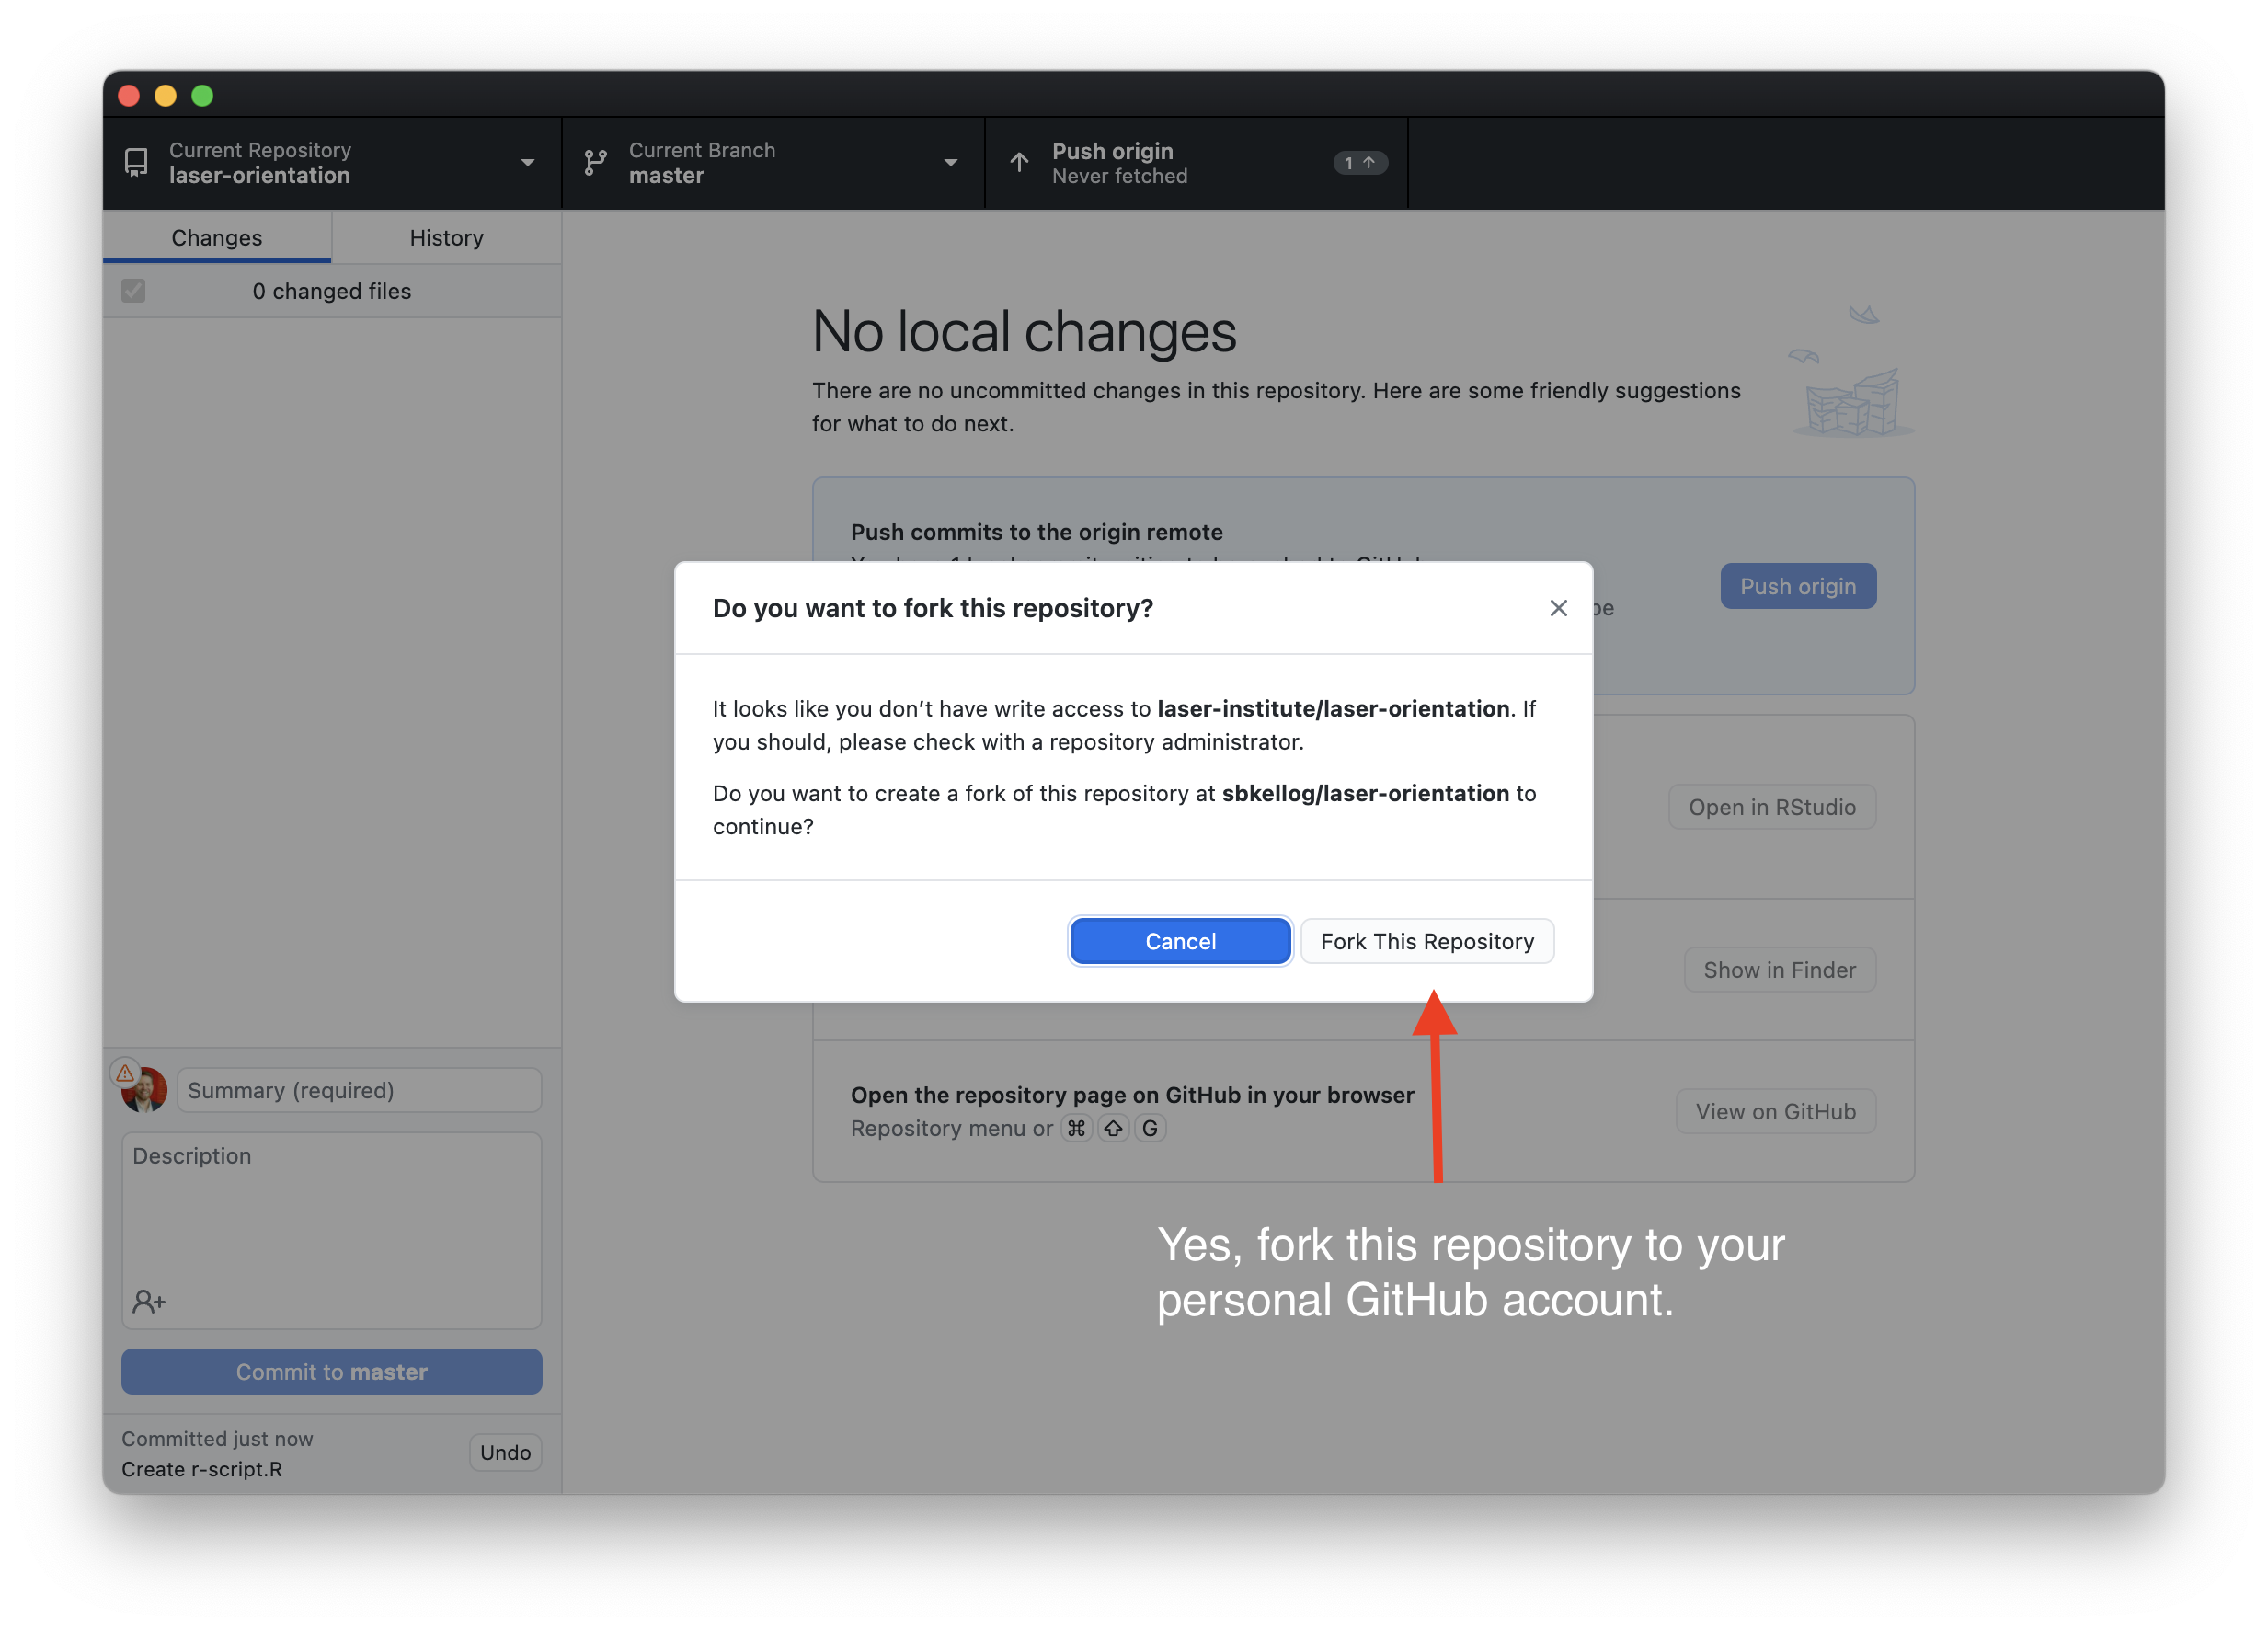 Current Repository
laser-orientation
Current Branch
master
Push origin
Never fetched
1
Changes
History
0 changed files
No local changes
There are no uncommitted changes in this repository. Here are some friendly suggestions
for what to do next.
Push commits to the origin remote
Push origin
Do you want to fork this repository?
It looks like you don’t have write access to laser-institute/laser-orientation. If
you should, please check with a repository administrator.
Do you want to create a fork of this repository at sbkellog/laser-orientation to
continue?
Cancel
Fork This Repository
Open in RStudio
Show in Finder
Open the repository page on GitHub in your browser
Repository menu or ⌘ ⇧ G
View on GitHub
Yes, fork this repository to your
personal GitHub account.
Summary (required)
Description
Commit to master
Committed just now
Create r-script.R
Undo